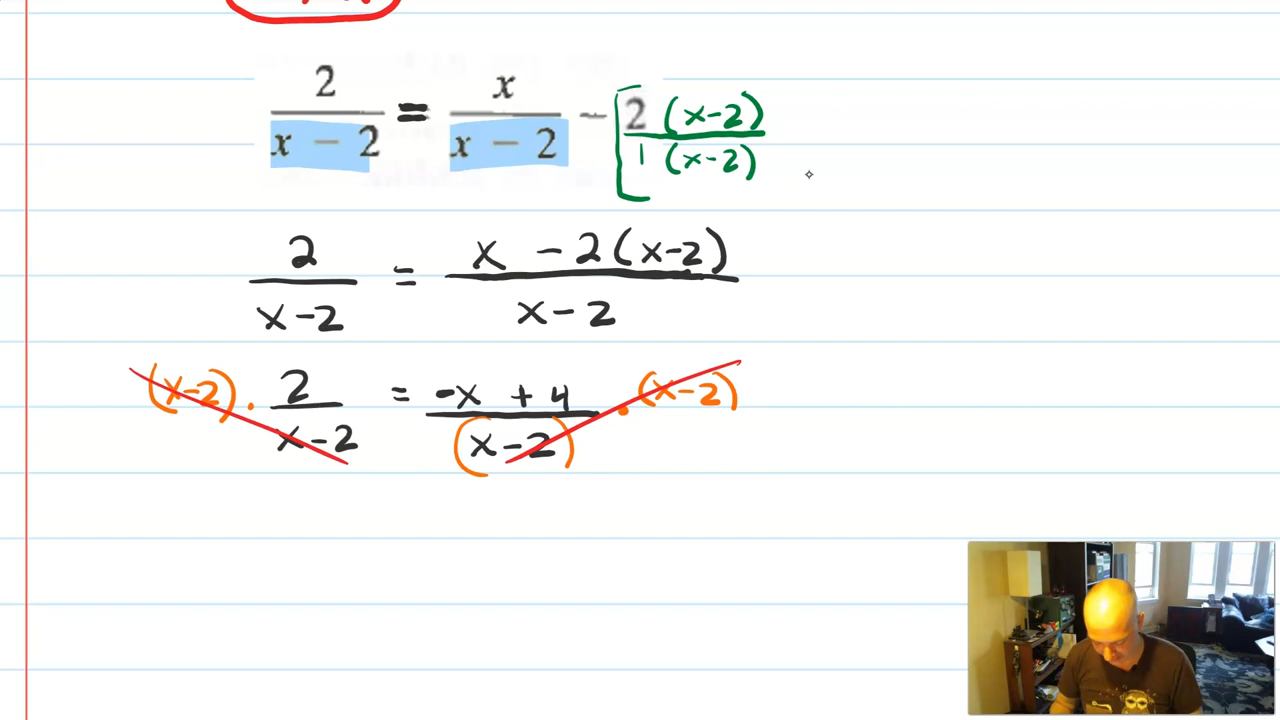 2/(x - 2) = x/(x - 2) - [2 (x-2)/1 (x-2)
2/(x-2) = x - 2(x-2)/x-2
(x-2) · 2/(x-2) = -x + 4/(x-2) · (x-2)